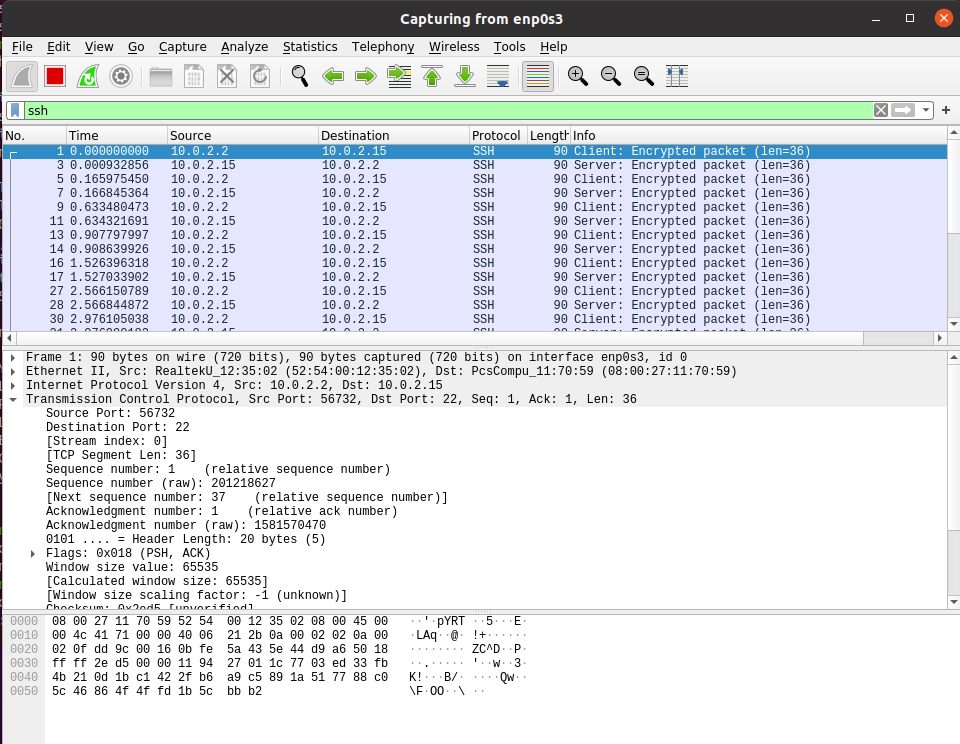 Capturing from enp0s3
File Edit View Go Capture Analyze Statistics Telephony Wireless Tools Help
ssh
No. Time Source Destination Protocol Length Info
1 0.000000000 10.0.2.2 10.0.2.15 SSH 90 Client: Encrypted packet (len=36)
3 0.000932856 10.0.2.15 10.0.2.2 SSH 90 Server: Encrypted packet (len=36)
5 0.165975450 10.0.2.2 10.0.2.15 SSH 90 Client: Encrypted packet (len=36)
7 0.166845364 10.0.2.15 10.0.2.2 SSH 90 Server: Encrypted packet (len=36)
9 0.633480473 10.0.2.2 10.0.2.15 SSH 90 Client: Encrypted packet (len=36)
11 0.634321691 10.0.2.15 10.0.2.2 SSH 90 Server: Encrypted packet (len=36)
13 0.907797997 10.0.2.2 10.0.2.15 SSH 90 Client: Encrypted packet (len=36)
14 0.908639926 10.0.2.15 10.0.2.2 SSH 90 Server: Encrypted packet (len=36)
16 1.526396318 10.0.2.2 10.0.2.15 SSH 90 Client: Encrypted packet (len=36)
17 1.527033902 10.0.2.15 10.0.2.2 SSH 90 Server: Encrypted packet (len=36)
27 2.566150789 10.0.2.2 10.0.2.15 SSH 90 Client: Encrypted packet (len=36)
28 2.566844872 10.0.2.15 10.0.2.2 SSH 90 Server: Encrypted packet (len=36)
30 2.976105038 10.0.2.2 10.0.2.15 SSH 90 Client: Encrypted packet (len=36)
Frame 1: 90 bytes on wire (720 bits), 90 bytes captured (720 bits) on interface enp0s3, id 0
Ethernet II, Src: RealtekU_12:35:02 (52:54:00:12:35:02), Dst: PcsCompu_11:70:59 (08:00:27:11:70:59)
Internet Protocol Version 4, Src: 10.0.2.2, Dst: 10.0.2.15
Transmission Control Protocol, Src Port: 56732, Dst Port: 22, Seq: 1, Ack: 1, Len: 36
Source Port: 56732
Destination Port: 22
[Stream index: 0]
[TCP Segment Len: 36]
Sequence number: 1 (relative sequence number)
Sequence number (raw): 201218627
[Next sequence number: 37 (relative sequence number)]
Acknowledgment number: 1 (relative ack number)
Acknowledgment number (raw): 1581570470
0101 .... = Header Length: 20 bytes (5)
Flags: 0x018 (PSH, ACK)
Window size value: 65535
[Calculated window size: 65535]
[Window size scaling factor: -1 (unknown)]
Checksum: 0x2ed5 [unverified]
0000 08 00 27 11 70 59 52 54 00 12 35 02 08 00 45 00 ··'·pYRT ··5···E·
0010 00 4c 41 71 00 00 40 06 21 2b 0a 00 02 02 0a 00 ·LAq··@· !+······
0020 02 0f dd 9c 00 16 0b fe 5a 43 5e 44 d9 a6 50 18 ········ ZC^D··P·
0030 ff ff 2e d5 00 00 11 94 27 01 1c 77 03 ed 33 fb ··.····· '··w··3·
0040 4b 21 0d 1b c1 42 2f b6 a9 c5 89 1a 51 77 88 c0 K!···B/· ····Qw··
0050 5c 46 86 4f 4f fd 1b 5c bb b2 \F·OO··\ ··